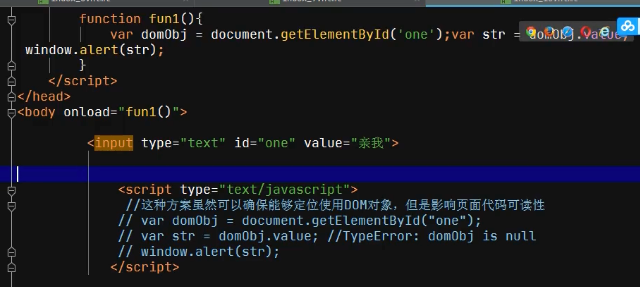 function fun1(){
var domObj = document.getElementById('one');var str = domObj.value;
window.alert(str);
}
</script>
</head>
<body onload="fun1()">
<input type="text" id="one" value="亲我">
<script type="text/javascript">
//这种方案虽然可以确保能够定位使用DOM对象，但是影响页面代码可读性
// var domObj = document.getElementById("one");
// var str = domObj.value; //TypeError: domObj is null
// window.alert(str);
</script>